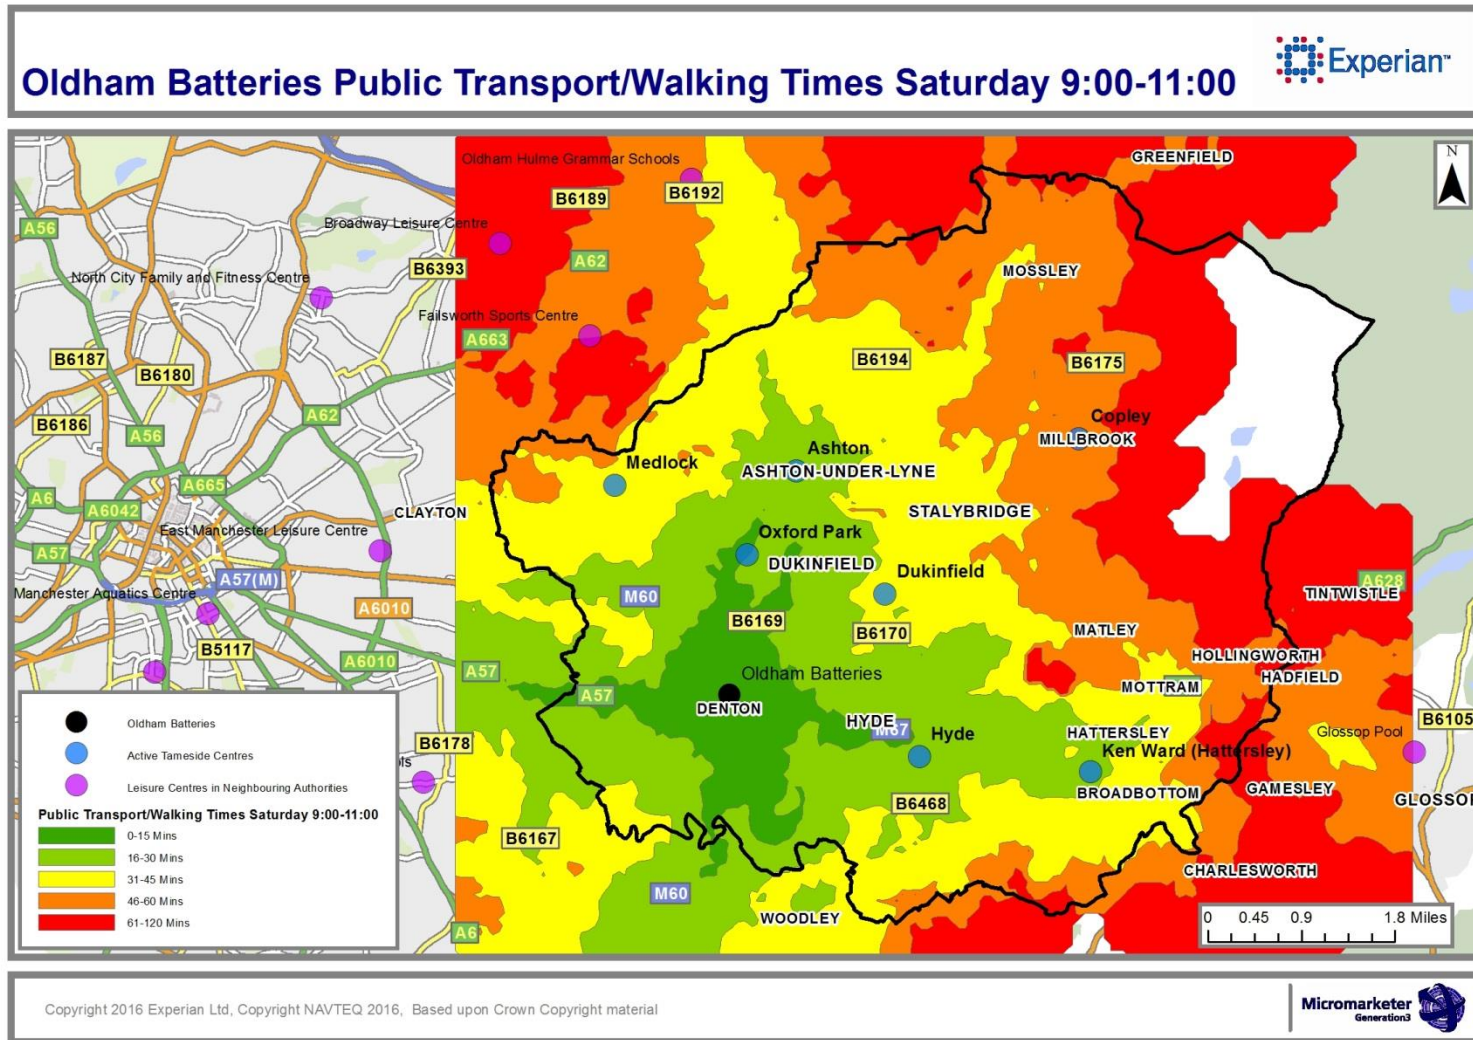 Oldham Batteries Public Transport/Walking Times Saturday 9:00-11:00
Experian™
GREENFIELD
N
Oldham Hulme Grammar Schools
B6192
B6189
A56
Broadway Leisure Centre
B6393
A62
North City Family and Fitness Centre
MOSSLEY
Failsworth Sports Centre
A663
B6187
B6180
B6194
B6175
A62
Copley
B6186
A56
MILLBROOK
Ashton
Medlock
ASHTON-UNDER-LYNE
A665
A6
A6042
CLAYTON
STALYBRIDGE
East Manchester Leisure Centre
Oxford Park
A57
DUKINFIELD
Dukinfield
A57(M)
A628
Manchester Aquatics Centre
M60
TINTWISTLE
A6010
B6169
B6170
MATLEY
B5117
HOLLINGWORTH
A6010
A57
Oldham Batteries
HADFIELD
MOTTRAM
A57
DENTON
HYDE
M67
B6105
Hyde
HATTERSLEY
Glossop Pool
B6178
Ken Ward (Hattersley)
ols
BROADBOTTOM
GAMESLEY
GLOSSOP
B6468
B6167
CHARLESWORTH
M60
WOODLEY
A6
Oldham Batteries
Active Tameside Centres
Leisure Centres in Neighbouring Authorities
Public Transport/Walking Times Saturday 9:00-11:00
0-15 Mins
16-30 Mins
31-45 Mins
46-60 Mins
61-120 Mins
0 0.45 0.9 1.8 Miles
Copyright 2016 Experian Ltd, Copyright NAVTEQ 2016, Based upon Crown Copyright material
Micromarketer
Generation3